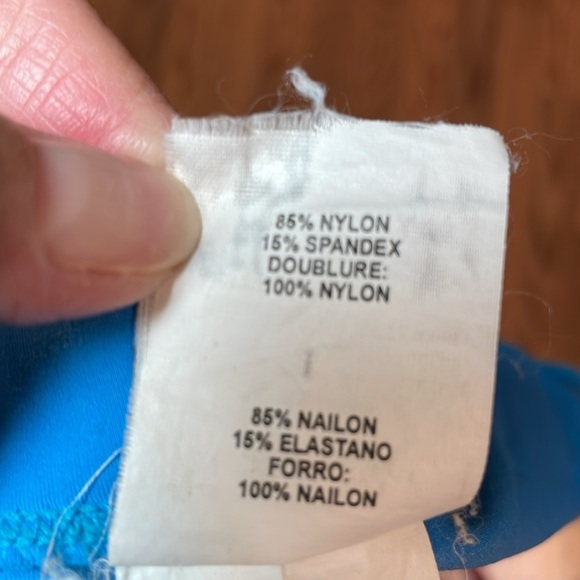 85% NYLON
15% SPANDEX
DOUBLURE:
100% NYLON
85% NAILON
15% ELASTANO
FORRO:
100% NAILON